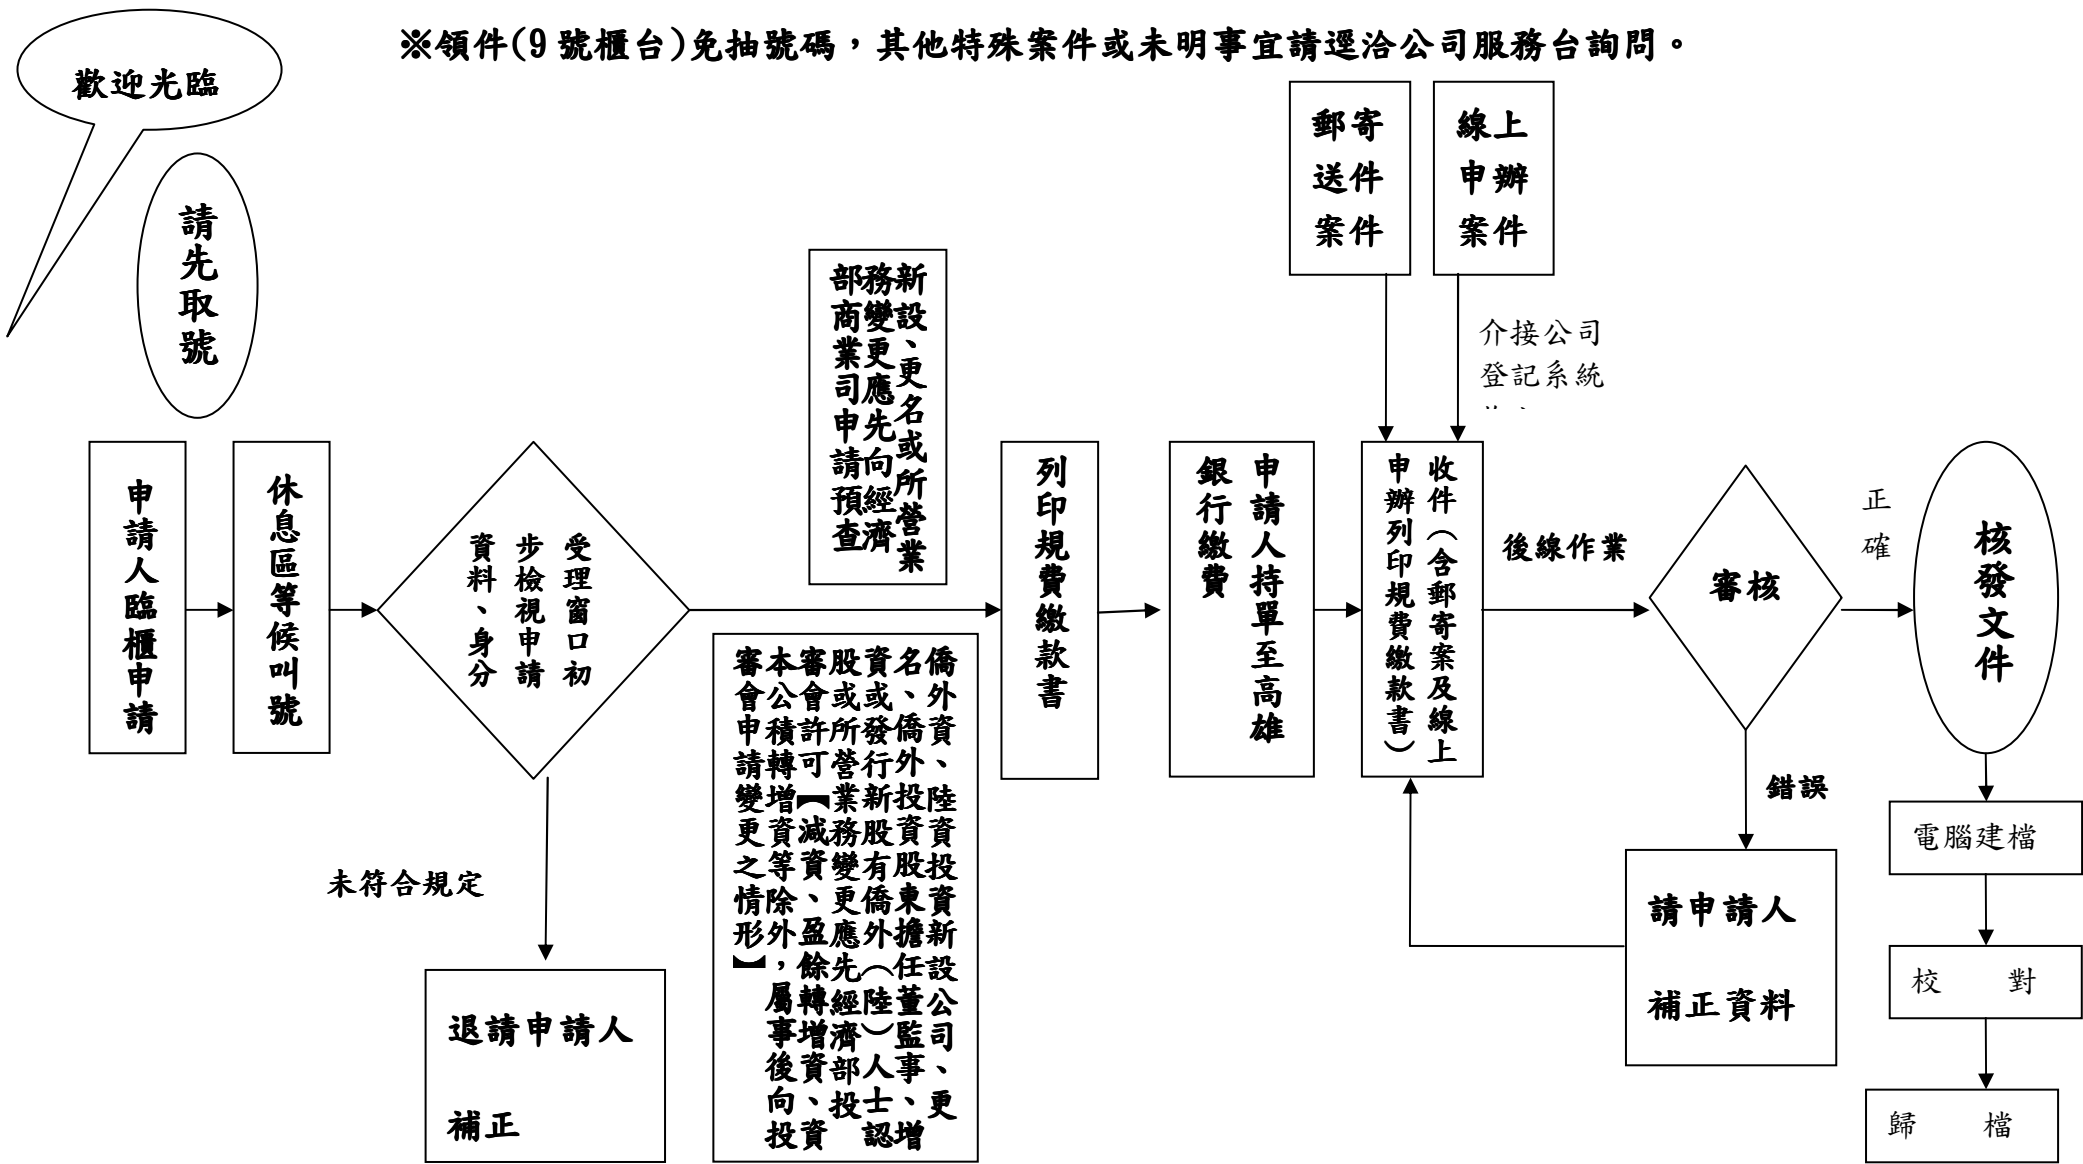 ※領件(9 號櫃台)免抽號碼，其他特殊案件或未明事宜請逕洽公司服務台詢問。
歡迎光臨
請先取號
申請人臨櫃申請
休息區等候叫號
受理窗口初
步檢視申請
資料、身分
未符合規定
退請申請人
補正
新設、更名或所營業
務變更應先向經濟
部商業司申請預查
僑外資、陸資投資新設公司、更
名、僑外投資股東擔任董監事、增
資或發行新股有僑外（陸）人士認
股或所營業務變更應先經濟部投
審會許可【減資、盈餘轉增資、資
本公積轉增資等除外，屬事後向投
審會申請變更之情形】
列印規費繳款書
申請人持單至高雄
銀行繳費
郵寄
送件
案件
線上
申辦
案件
介接公司
登記系統
收件（含郵寄案及線上
申辦列印規費繳款書）
後線作業
審核
正
確
錯誤
請申請人
補正資料
核發文件
電腦建檔
校 對
歸 檔